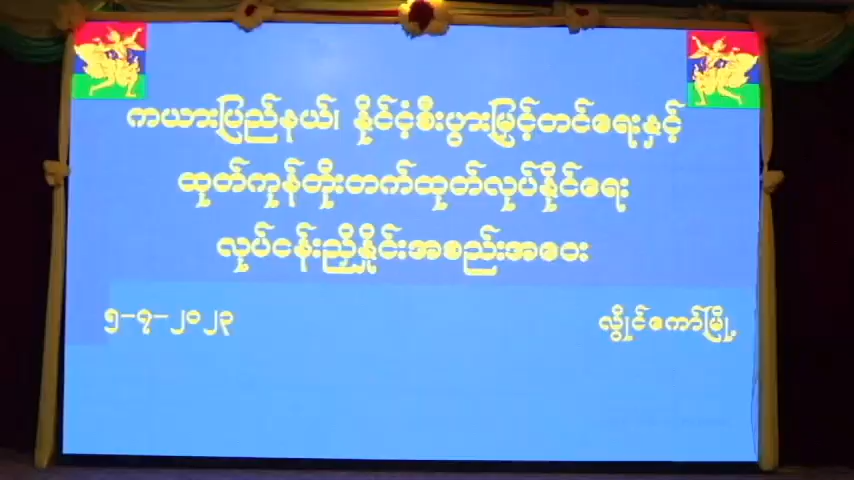 ကယားပြည်နယ်၊ နိုင်ငံ့စီးပွားမြှင့်တင်ရေးနှင့်
ထုတ်ကုန်တိုးတက်ထုတ်လုပ်နိုင်ရေး
လုပ်ငန်းညှိနှိုင်းအစည်းအဝေး
၅-၇-၂၀၂၃ လွိုင်ကော်မြို့